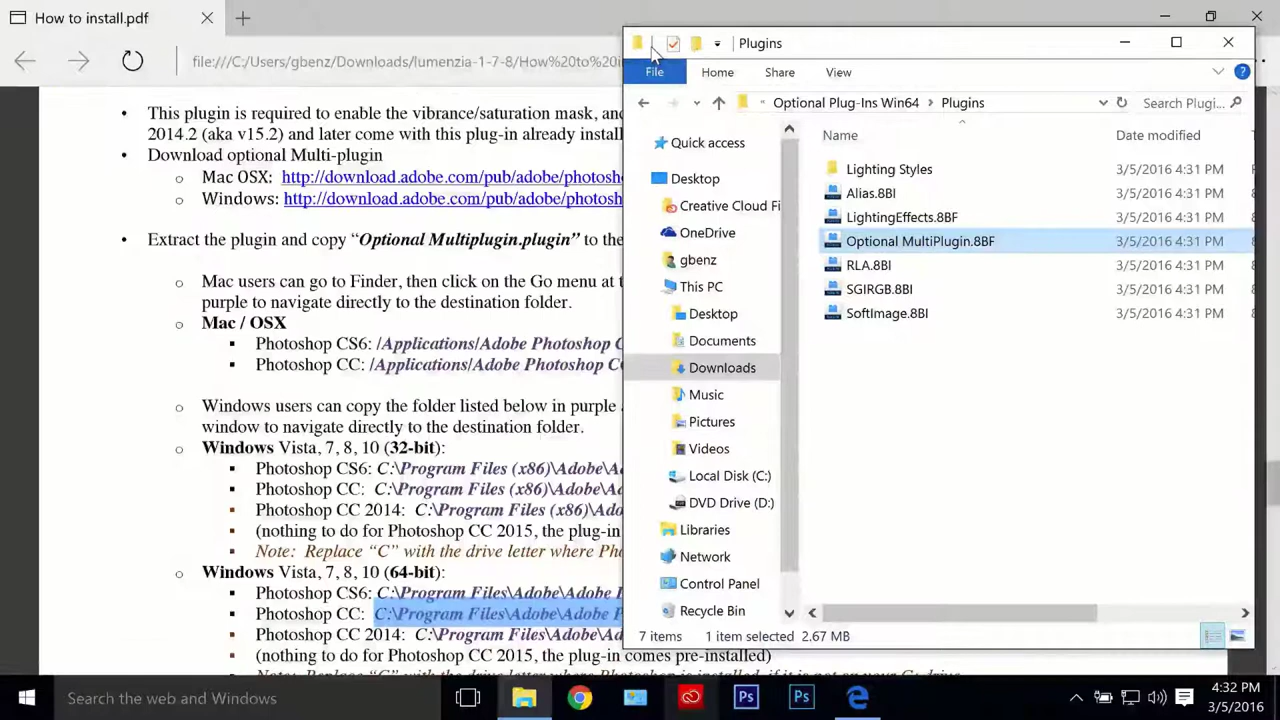 How to install.pdf
file:///C:/Users/gbenz/Downloads/lumenzia-1-7-8/How%20to%20i
• This plugin is required to enable the vibrance/saturation mask, and
2014.2 (aka v15.2) and later come with this plug-in already install
• Download optional Multi-plugin
o Mac OSX: http://download.adobe.com/pub/adobe/photosh
o Windows: http://download.adobe.com/pub/adobe/photosh
• Extract the plugin and copy “Optional Multiplugin.plugin” to the
Mac users can go to Finder, then click on the Go menu at t
purple to navigate directly to the destination folder.
o Mac / OSX
▪ Photoshop CS6: /Applications/Adobe Photoshop C
▪ Photoshop CC: /Applications/Adobe Photoshop C
o Windows users can copy the folder listed below in purple
window to navigate directly to the destination folder.
o Windows Vista, 7, 8, 10 (32-bit):
▪ Photoshop CS6: C:\Program Files (x86)\Adobe\A
▪ Photoshop CC: C:\Program Files (x86)\Adobe\A
▪ Photoshop CC 2014: C:\Program Files (x86)\Ado
▪ (nothing to do for Photoshop CC 2015, the plug-in
▪ Note: Replace “C” with the drive letter where Pho
o Windows Vista, 7, 8, 10 (64-bit):
▪ Photoshop CS6: C:\Program Files\Adobe\Adobe
▪ Photoshop CC: C:\Program Files\Adobe\Adobe P
▪ Photoshop CC 2014: C:\Program Files\Adobe\Ado
▪ (nothing to do for Photoshop CC 2015, the plug-in comes pre-installed)
Plugins
File Home Share View
« Optional Plug-Ins Win64 Plugins Search Plugi...
Quick access
Desktop
Creative Cloud Fi
OneDrive
gbenz
This PC
Desktop
Documents
Downloads
Music
Pictures
Videos
Local Disk (C:)
DVD Drive (D:)
Libraries
Network
Control Panel
Recycle Bin
Name Date modified
Lighting Styles 3/5/2016 4:31 PM
Alias.8BI 3/5/2016 4:31 PM
LightingEffects.8BF 3/5/2016 4:31 PM
Optional MultiPlugin.8BF 3/5/2016 4:31 PM
RLA.8BI 3/5/2016 4:31 PM
SGIRGB.8BI 3/5/2016 4:31 PM
SoftImage.8BI 3/5/2016 4:31 PM
7 items 1 item selected 2.67 MB
Search the web and Windows
Ps
Ps
4:32 PM
3/5/2016